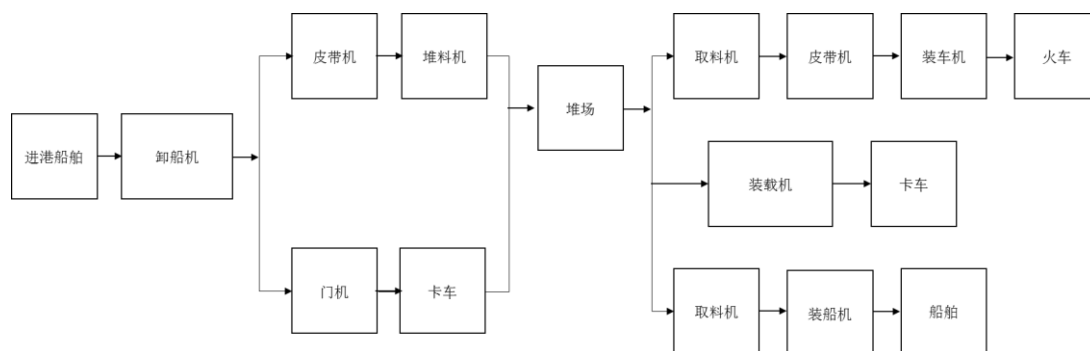 进港船舶
卸船机
皮带机
堆料机
门机
卡车
堆场
取料机
皮带机
装车机
火车
装载机
卡车
取料机
装船机
船舶